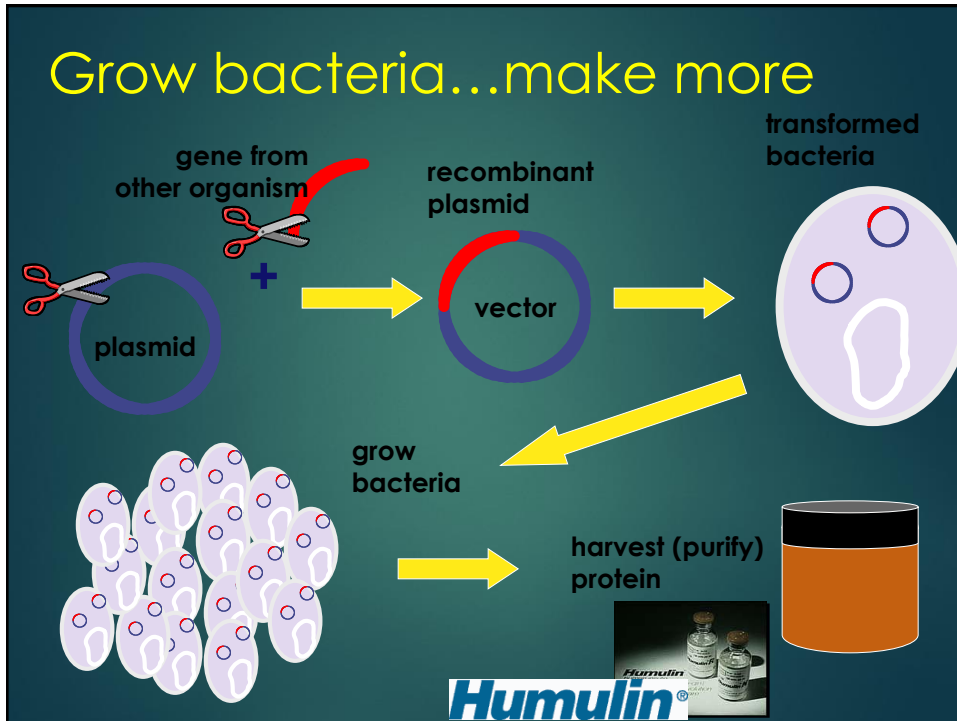 Grow bacteria…make more
gene from
other organism
recombinant
plasmid
transformed
bacteria
+
plasmid
vector
grow
bacteria
harvest (purify)
protein
Humulin
Humulin®